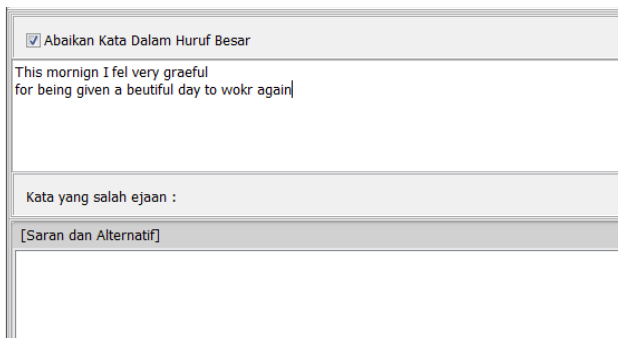 Abaikan Kata Dalam Huruf Besar
This mornign I fel very graeful
for being given a beutiful day to wokr again
Kata yang salah ejaan :
[Saran dan Alternatif]